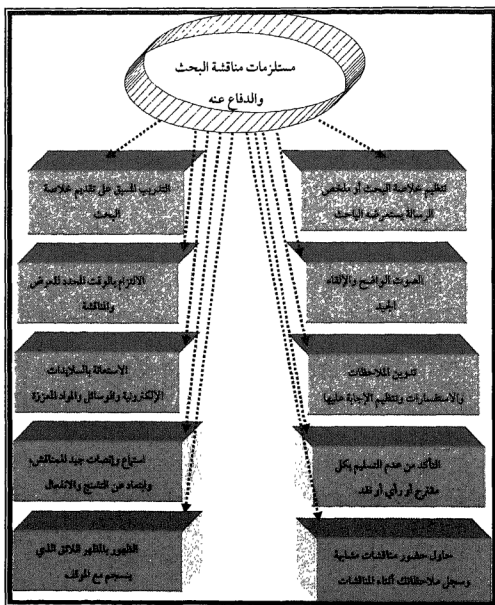 مستلزمات مناقشة البحث
والدفاع عنه
تنظيم خلاصة البحث أو ملخص
الرسالة يستعرضه الباحث
التدريب المسبق على تقديم خلاصة
البحث
الصوت الواضح والإلقاء
الجيد
الالتزام بالوقت المحدد للعرض
والمناقشة
تدوين الملاحظات
والاستفسارات وتنظيم الإجابة عليها
الاستعانة بالسلايدات
الإلكترونية والوسائل والمواد المعززة
التأكد من عدم التسليم بكل
مقترح أو رأي أو نقد
استماع وإنصات جيد للمناقش،
وابتعاد عن التشنج والانفعال
حاول حضور مناقشات مشابهة
وسجل ملاحظاتك أثناء المناقشات
الظهور بالمظهر اللائق الذي
ينسجم مع الموقف